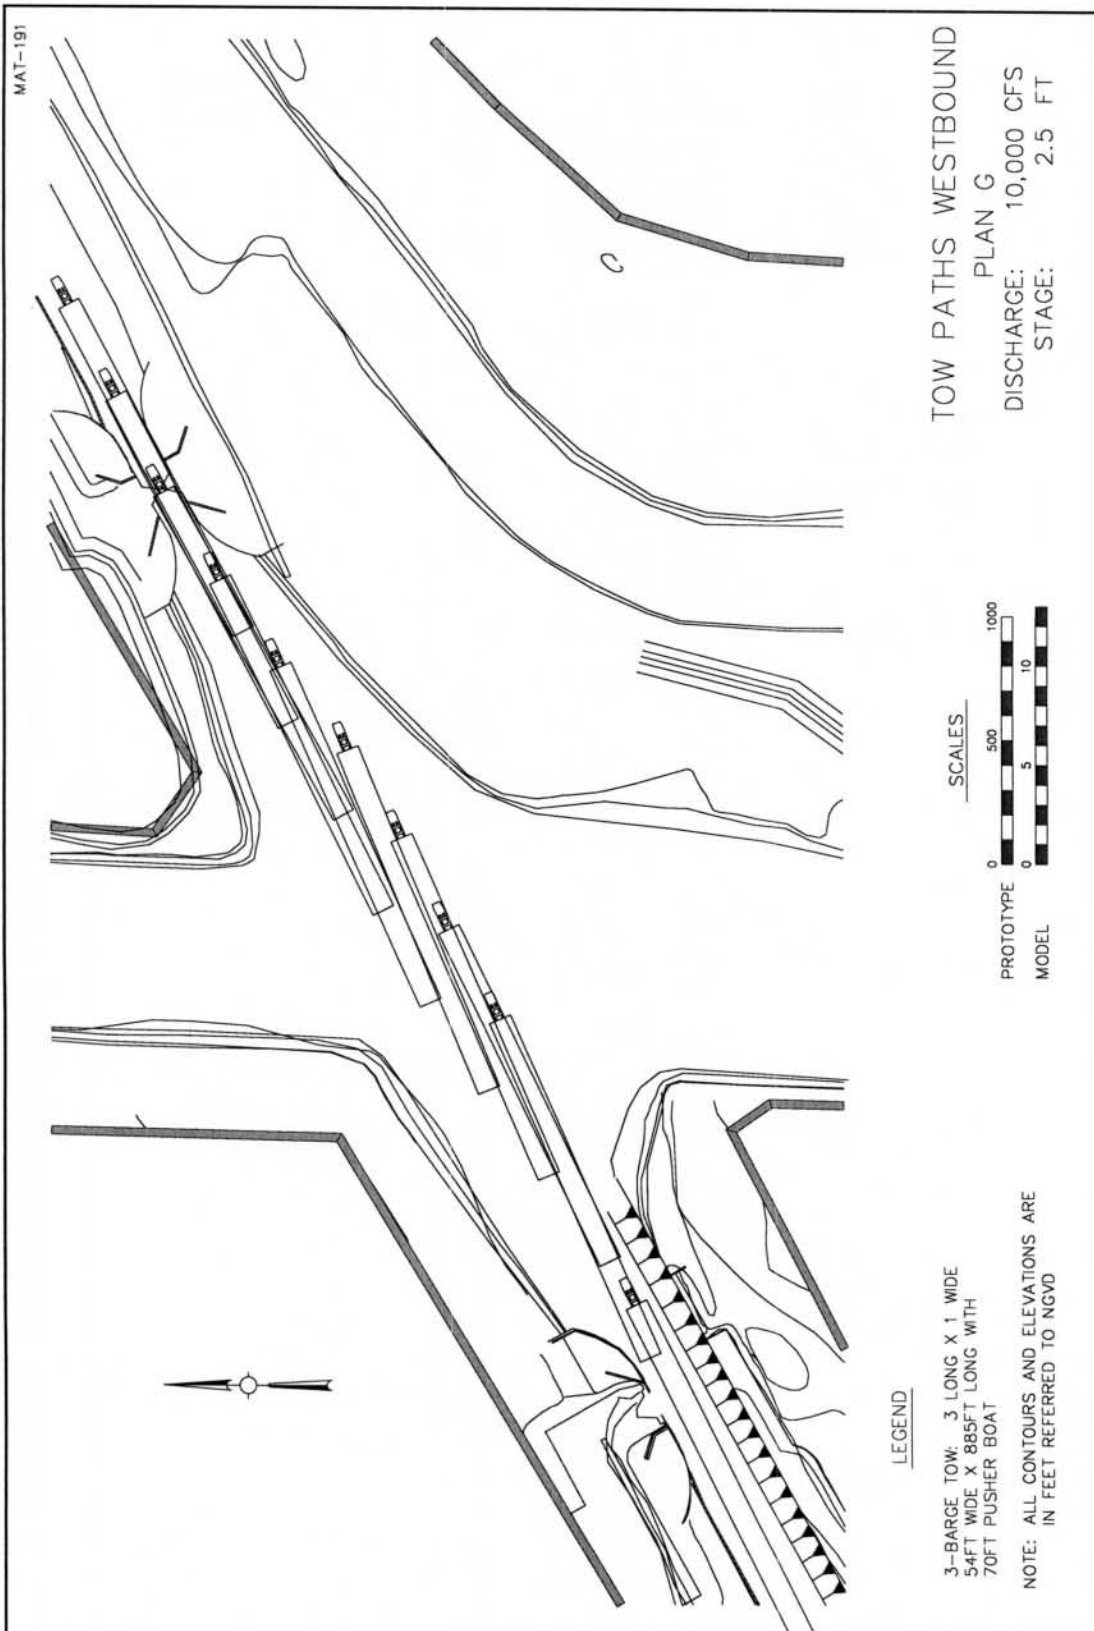 MAT-191
TOW PATHS WESTBOUND
PLAN G
DISCHARGE: 10,000 CFS
STAGE: 2.5 FT
SCALES
PROTOTYPE 0 500 1000
MODEL 0 5 10
LEGEND
3-BARGE TOW: 3 LONG X 1 WIDE
54FT WIDE X 885FT LONG WITH
70FT PUSHER BOAT
NOTE: ALL CONTOURS AND ELEVATIONS ARE
IN FEET REFERRED TO NGVD